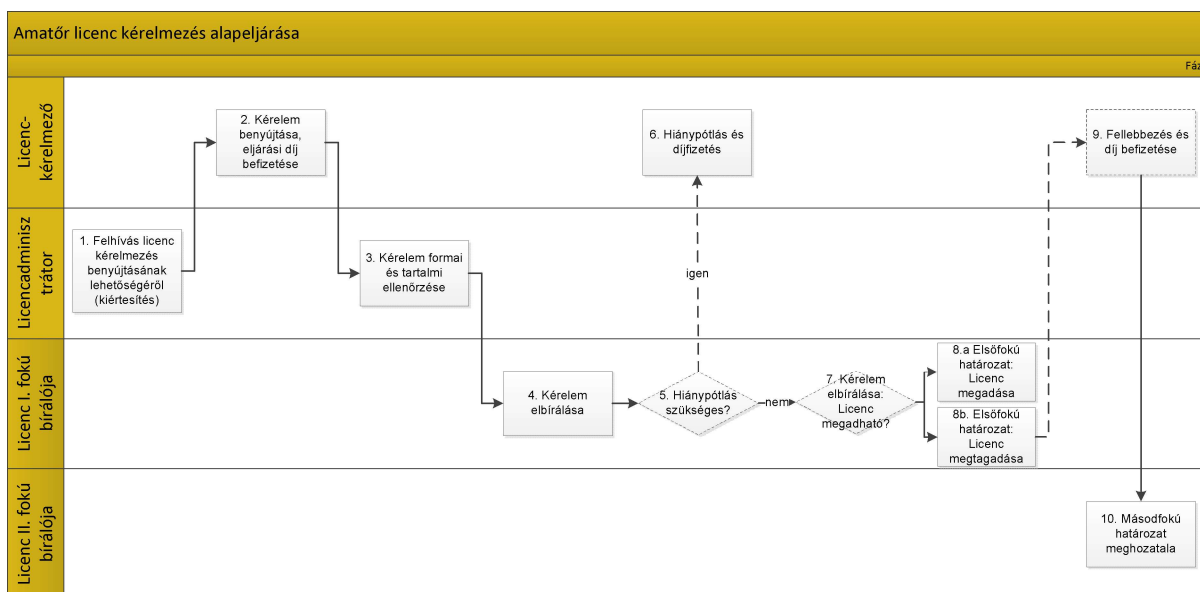 Amatőr licenc kérelmezés alapeljárása
Fáz
Licenc-
kérelmező
2. Kérelem
benyújtása,
eljárási díj
befizetése
6. Hiánypótlás és
díjfizetés
9. Fellebbezés és
díj befizetése
Licencadminisz
trátor
1. Felhívás licenc
kérelmezés
benyújtásának
lehetőségéről
(kiértesítés)
3. Kérelem formai
és tartalmi
ellenőrzése
igen
Licenc I. fokú
bírálója
4. Kérelem
elbírálása
5. Hiánypótlás
szükséges?
nem
7. Kérelem
elbírálása:
Licenc
megadható?
8.a Elsőfokú
határozat:
Licenc
megadása
8b. Elsőfokú
határozat:
Licenc
megtagadása
Licenc II. fokú
bírálója
10. Másodfokú
határozat
meghozatala